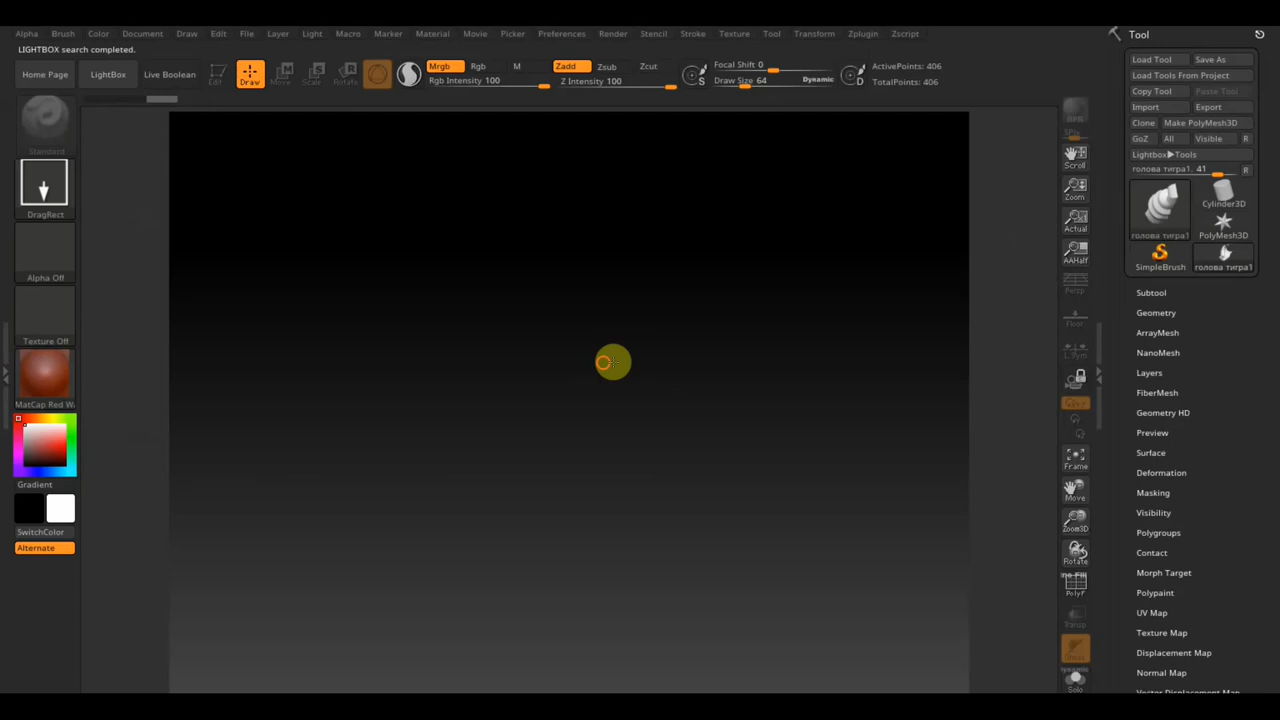 Alpha Brush Color Document Draw Edit File Layer Light Macro Marker Material Movie Picker Preferences Render Stencil Stroke Texture Tool Transform Zplugin Zscript
Tool
LIGHTBOX search completed.
Home Page LightBox Live Boolean Edit Draw Move Scale Rotate
Mrgb Rgb M Zadd Zsub Zcut
Rgb Intensity 100 Z Intensity 100
Focal Shift 0
Draw Size 64 Dynamic
ActivePoints: 406
TotalPoints: 406
Standard
DragRect
Alpha Off
Texture Off
MatCap Red Wa
Gradient
SwitchColor
Alternate
BPR
SPix
Scroll
Zoom
Actual
AAHalf
Persp
Floor
L.Sym
Frame
Move
Zoom3D
Rotate
PolyF
Transp
Solo
Load Tool Save As
Load Tools From Project
Copy Tool Paste Tool
Import Export
Clone Make PolyMesh3D
GoZ All Visible R
Lightbox▶Tools
голова тигра1. 41 R
голова тигра1 Cylinder3D
PolyMesh3D
SimpleBrush голова тигра1
Subtool
Geometry
ArrayMesh
NanoMesh
Layers
FiberMesh
Geometry HD
Preview
Surface
Deformation
Masking
Visibility
Polygroups
Contact
Morph Target
Polypaint
UV Map
Texture Map
Displacement Map
Normal Map
Vector Displacement Map